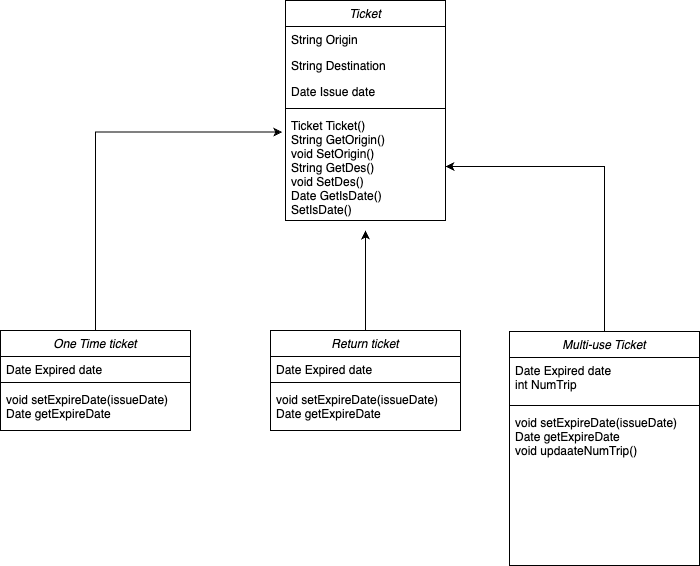 Ticket
String Origin
String Destination
Date Issue date
Ticket Ticket()
String GetOrigin()
void SetOrigin()
String GetDes()
void SetDes()
Date GetIsDate()
SetIsDate()
One Time ticket
Date Expired date
void setExpireDate(issueDate)
Date getExpireDate
Return ticket
Date Expired date
void setExpireDate(issueDate)
Date getExpireDate
Multi-use Ticket
Date Expired date
int NumTrip
void setExpireDate(issueDate)
Date getExpireDate
void updaateNumTrip()